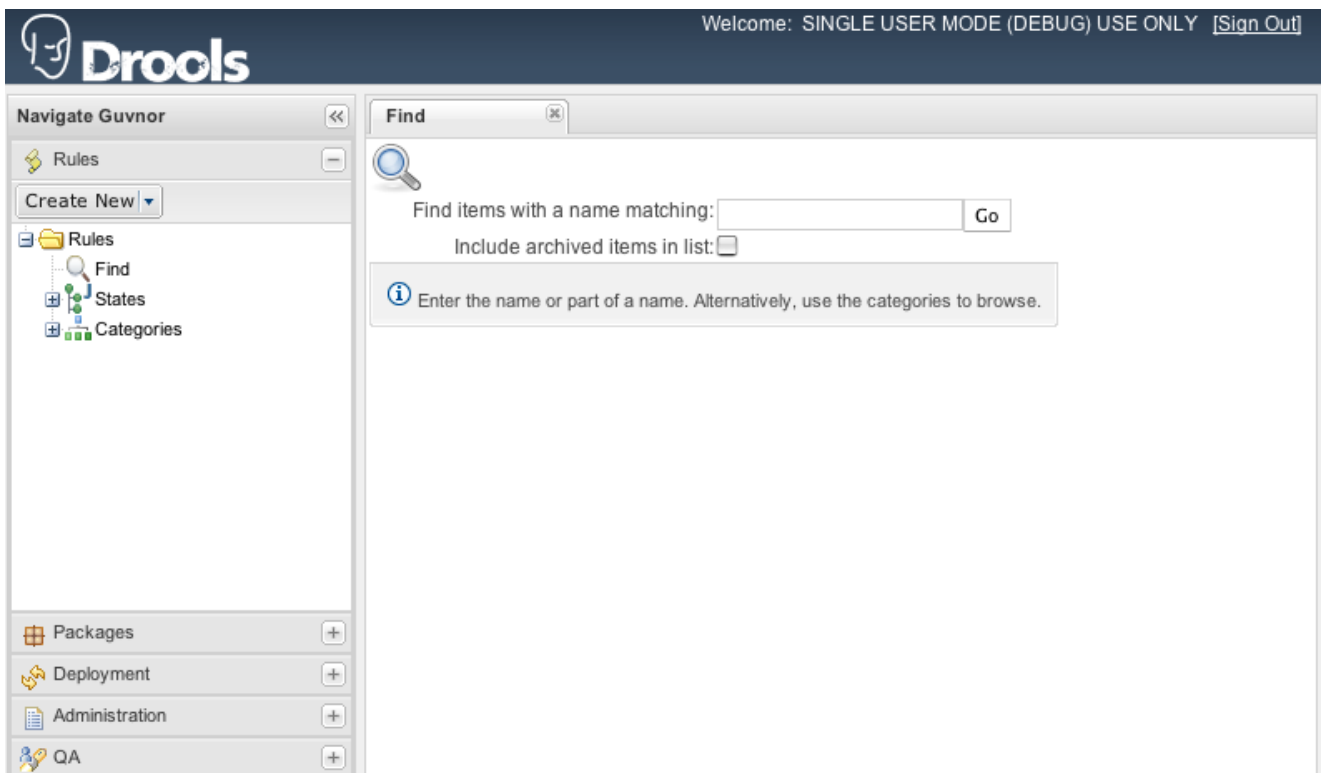 Welcome: SINGLE USER MODE (DEBUG) USE ONLY [Sign Out]
Drools
Navigate Guvnor
Rules
Create New
Rules
Find
States
Categories
Packages
Deployment
Administration
QA
Find
Find items with a name matching:
Go
Include archived items in list:
Enter the name or part of a name. Alternatively, use the categories to browse.